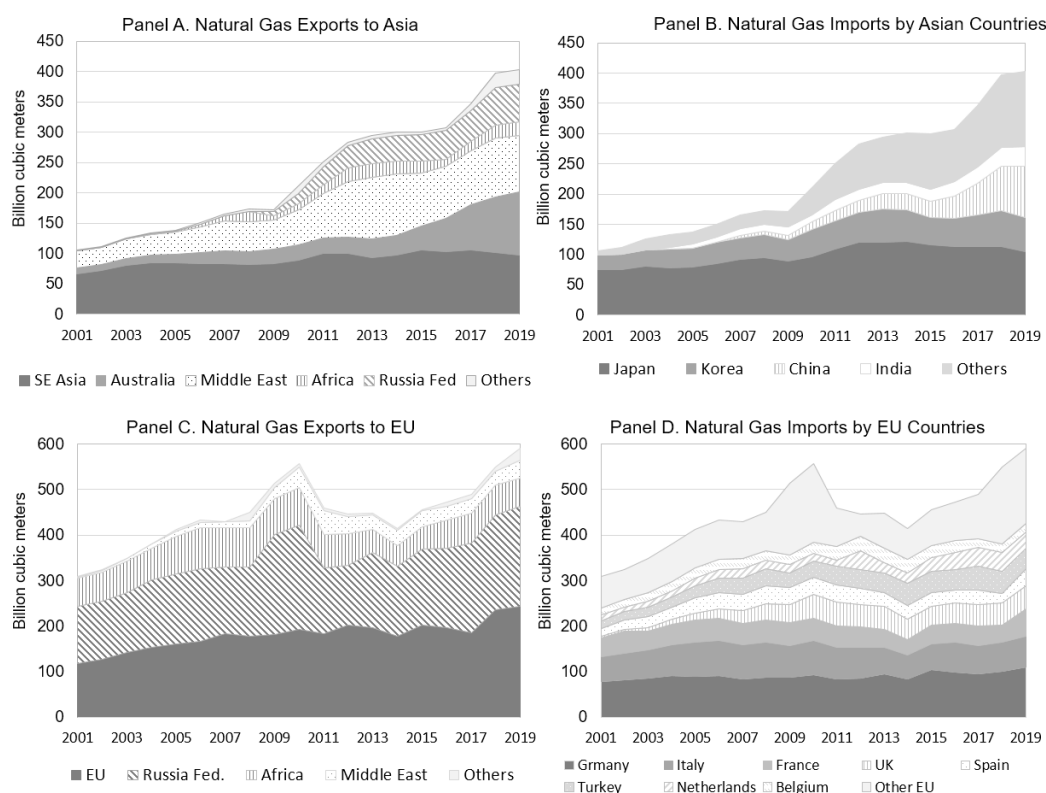 Panel A. Natural Gas Exports to Asia
Billion cubic meters
450
400
350
300
250
200
150
100
50
0
2001 2003 2005 2007 2009 2011 2013 2015 2017 2019
SE Asia Australia Middle East Africa Russia Fed Others
Panel B. Natural Gas Imports by Asian Countries
Billion cubic meters
450
400
350
300
250
200
150
100
50
0
2001 2003 2005 2007 2009 2011 2013 2015 2017 2019
Japan Korea China India Others
Panel C. Natural Gas Exports to EU
Billion cubic meters
600
500
400
300
200
100
0
2001 2003 2005 2007 2009 2011 2013 2015 2017 2019
EU Russia Fed. Africa Middle East Others
Panel D. Natural Gas Imports by EU Countries
Billion cubic meters
600
500
400
300
200
100
0
2001 2003 2005 2007 2009 2011 2013 2015 2017 2019
Grmany Italy France UK Spain
Turkey Netherlands Belgium Other EU